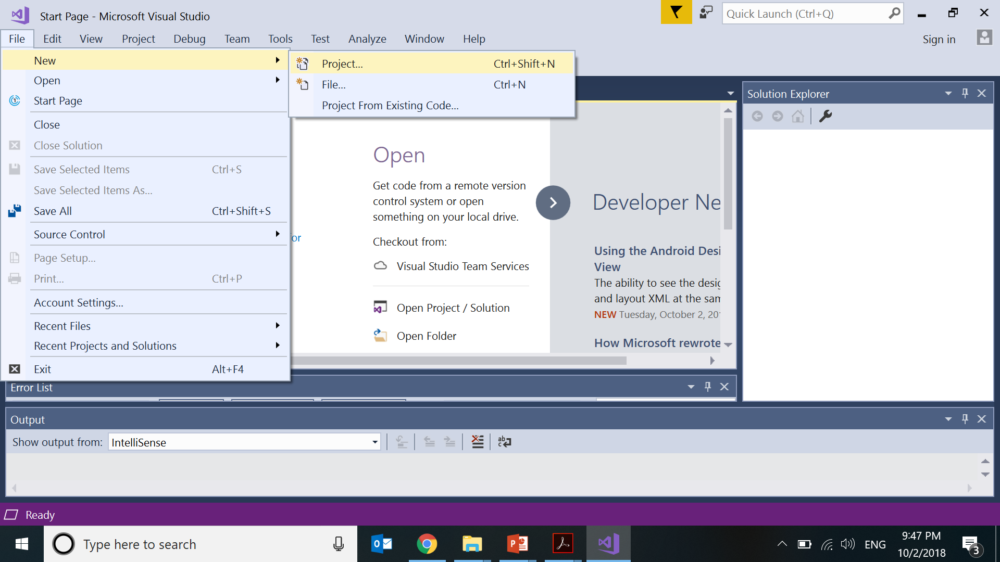 Start Page - Microsoft Visual Studio
Quick Launch (Ctrl+Q)
File Edit View Project Debug Team Tools Test Analyze Window Help
Sign in
New
Open
Start Page
Close
Close Solution
Save Selected Items Ctrl+S
Save Selected Items As...
Save All Ctrl+Shift+S
Source Control
Page Setup...
Print... Ctrl+P
Account Settings...
Recent Files
Recent Projects and Solutions
Exit Alt+F4
Project... Ctrl+Shift+N
File... Ctrl+N
Project From Existing Code...
or
Open
Get code from a remote version
control system or open
something on your local drive.
Checkout from:
Visual Studio Team Services
Open Project / Solution
Open Folder
Developer Ne
Using the Android Desi
View
The ability to see the desig
and layout XML at the sam
NEW Tuesday, October 2, 201
How Microsoft rewrote
Solution Explorer
Error List
Output
Show output from: IntelliSense
Ready
Type here to search
ENG
9:47 PM
10/2/2018
3